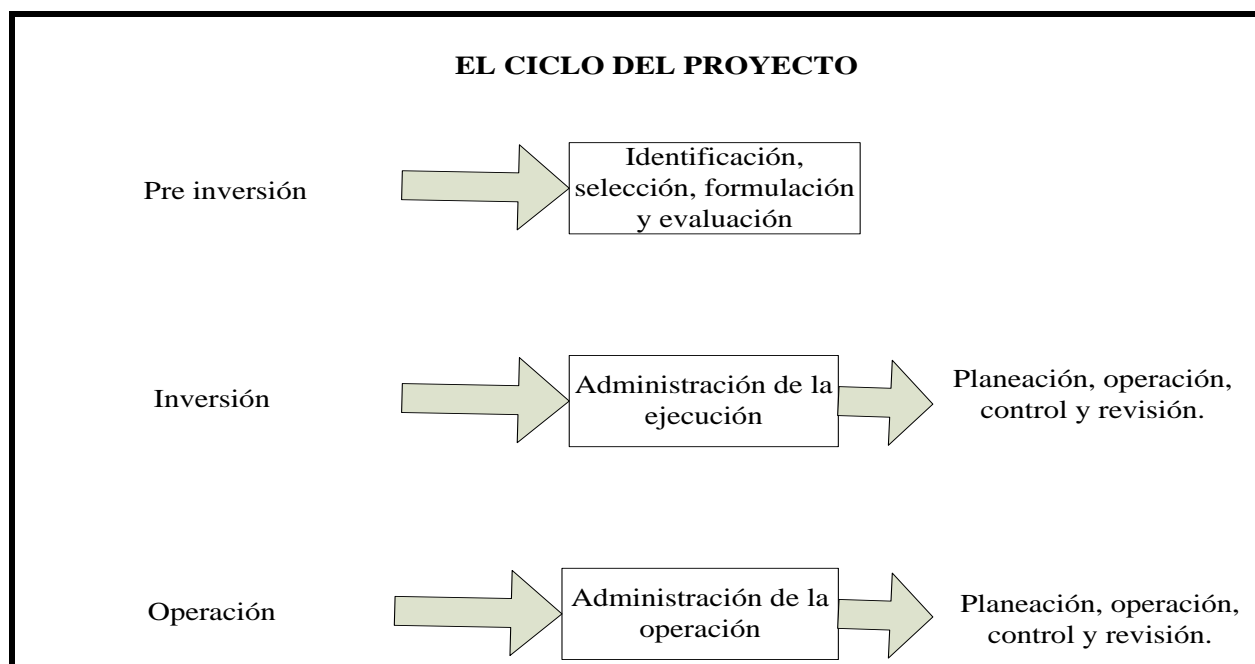 EL CICLO DEL PROYECTO
Pre inversión
Identificación,
selección, formulación
y evaluación
Inversión
Administración de la
ejecución
Planeación, operación,
control y revisión.
Operación
Administración de la
operación
Planeación, operación,
control y revisión.